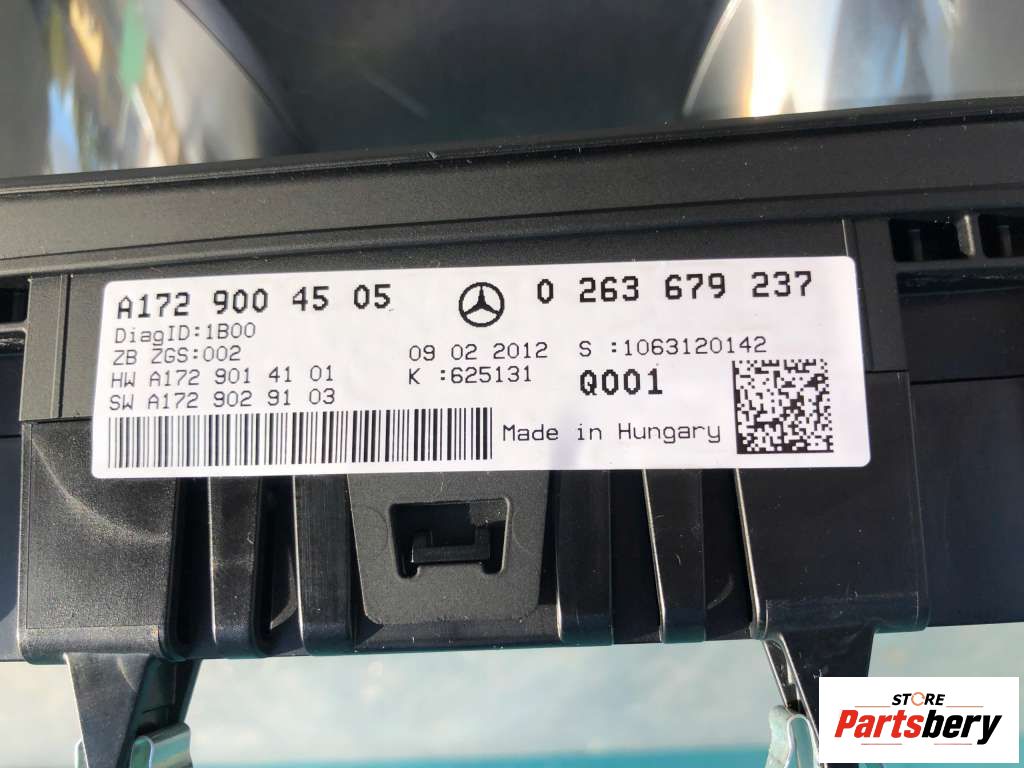 A172 900 45 05 0 263 679 237
DiagID:1B00
ZB ZGS:002 09 02 2012 S :1063120142
HW A172 901 41 01 K :625131 Q001
SW A172 902 91 03
Made in Hungary
STORE
Partsbery